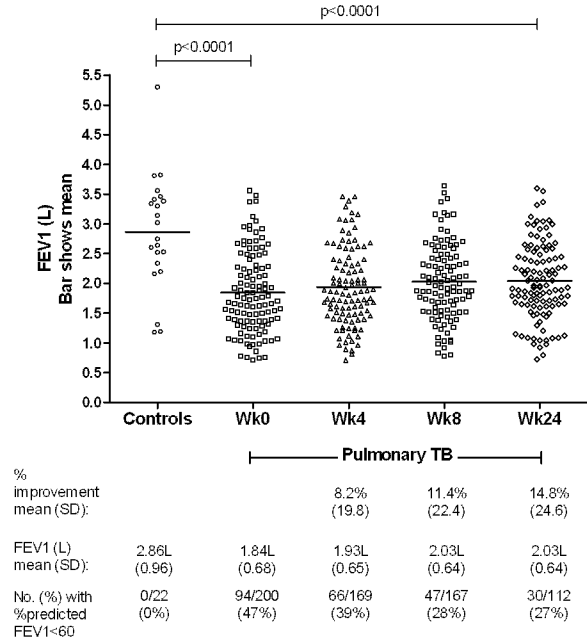 p<0.0001
p<0.0001
FEV1 (L)
Bar shows mean
5.5
5.0
4.5
4.0
3.5
3.0
2.5
2.0
1.5
1.0
0.5
0.0
Controls Wk0 Wk4 Wk8 Wk24
Pulmonary TB
%
improvement 8.2% 11.4% 14.8%
mean (SD): (19.8) (22.4) (24.6)
FEV1 (L) 2.86L 1.84L 1.93L 2.03L 2.03L
mean (SD): (0.96) (0.68) (0.65) (0.64) (0.64)
No. (%) with 0/22 94/200 66/169 47/167 30/112
%predicted (0%) (47%) (39%) (28%) (27%)
FEV1<60